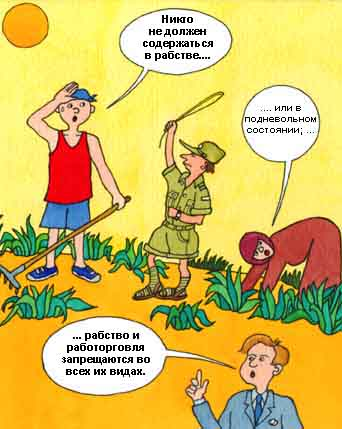 Никто
не должен
содержаться
в рабстве....
.... или в
подневольном
состоянии; ...
... рабство и
работорговля
запрещаются во
всех их видах.